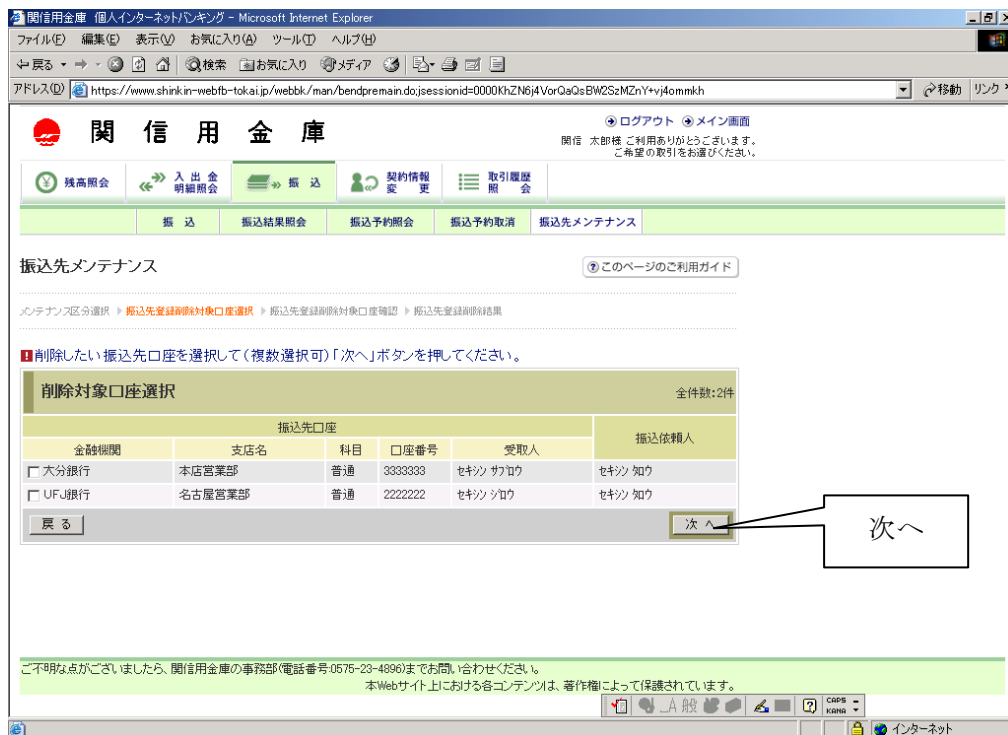 関信用金庫 個人インターネットバンキング - Microsoft Internet Explorer
ファイル(F) 編集(E) 表示(V) お気に入り(A) ツール(T) ヘルプ(H)
戻る 検索 お気に入り メディア
アドレス(D) https://www.shinkin-webfb-tokai.jp/webbk/man/bendpremain.do;jsessionid=0000KhZN6j4VorQaQsBW2SzMZnY+vj4ommkh 移動 リンク
関信用金庫
ログアウト メイン画面
関信 太郎様 ご利用ありがとうございます。
ご希望の取引をお選びください。
残高照会 入出金明細照会 振込 契約情報変更 取引履歴照会
振込 振込結果照会 振込予約照会 振込予約取消 振込先メンテナンス
振込先メンテナンス
このページのご利用ガイド
メンテナンス区分選択 振込先登録削除対象口座選択 振込先登録削除対象口座確認 振込先登録削除結果
削除したい振込先口座を選択して(複数選択可)「次へ」ボタンを押してください。
削除対象口座選択 全件数:2件
振込先口座 振込依頼人
金融機関 支店名 科目 口座番号 受取人
大分銀行 本店営業部 普通 3333333 セキシン サブロウ セキシン タロウ
UFJ銀行 名古屋営業部 普通 2222222 セキシン ジロウ セキシン タロウ
戻る 次へ
次へ
ご不明な点がございましたら、関信用金庫の事務部(電話番号:0575-23-4896)までお問い合わせください。
本Webサイト上における各コンテンツは、著作権によって保護されています。
A 般 CAPS KANA
インターネット